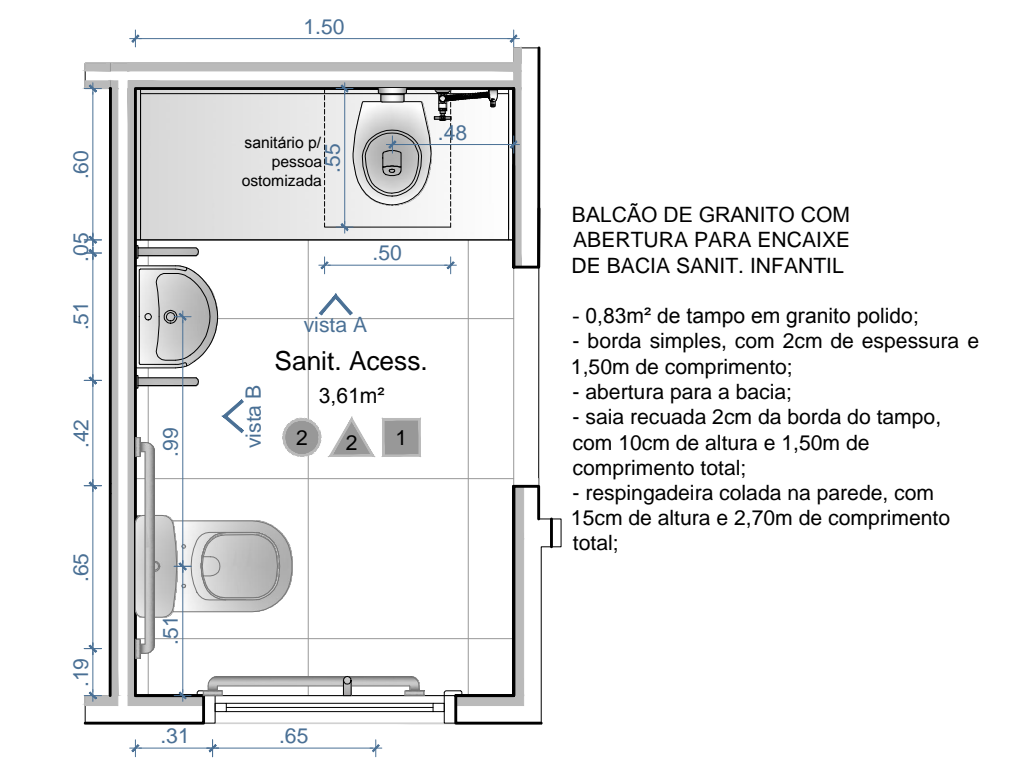 1.50
.60
.05
.51
.42
.65
.19
sanitário p/
pessoa
ostomizada
.55
.48
.50
vista A
Sanit. Acess.
3,61m²
vista B
2
2
1
.99
.51
.31
.65
BALCÃO DE GRANITO COM
ABERTURA PARA ENCAIXE
DE BACIA SANIT. INFANTIL
- 0,83m² de tampo em granito polido;
- borda simples, com 2cm de espessura e
1,50m de comprimento;
- abertura para a bacia;
- saia recuada 2cm da borda do tampo,
com 10cm de altura e 1,50m de
comprimento total;
- respingadeira colada na parede, com
15cm de altura e 2,70m de comprimento
total;